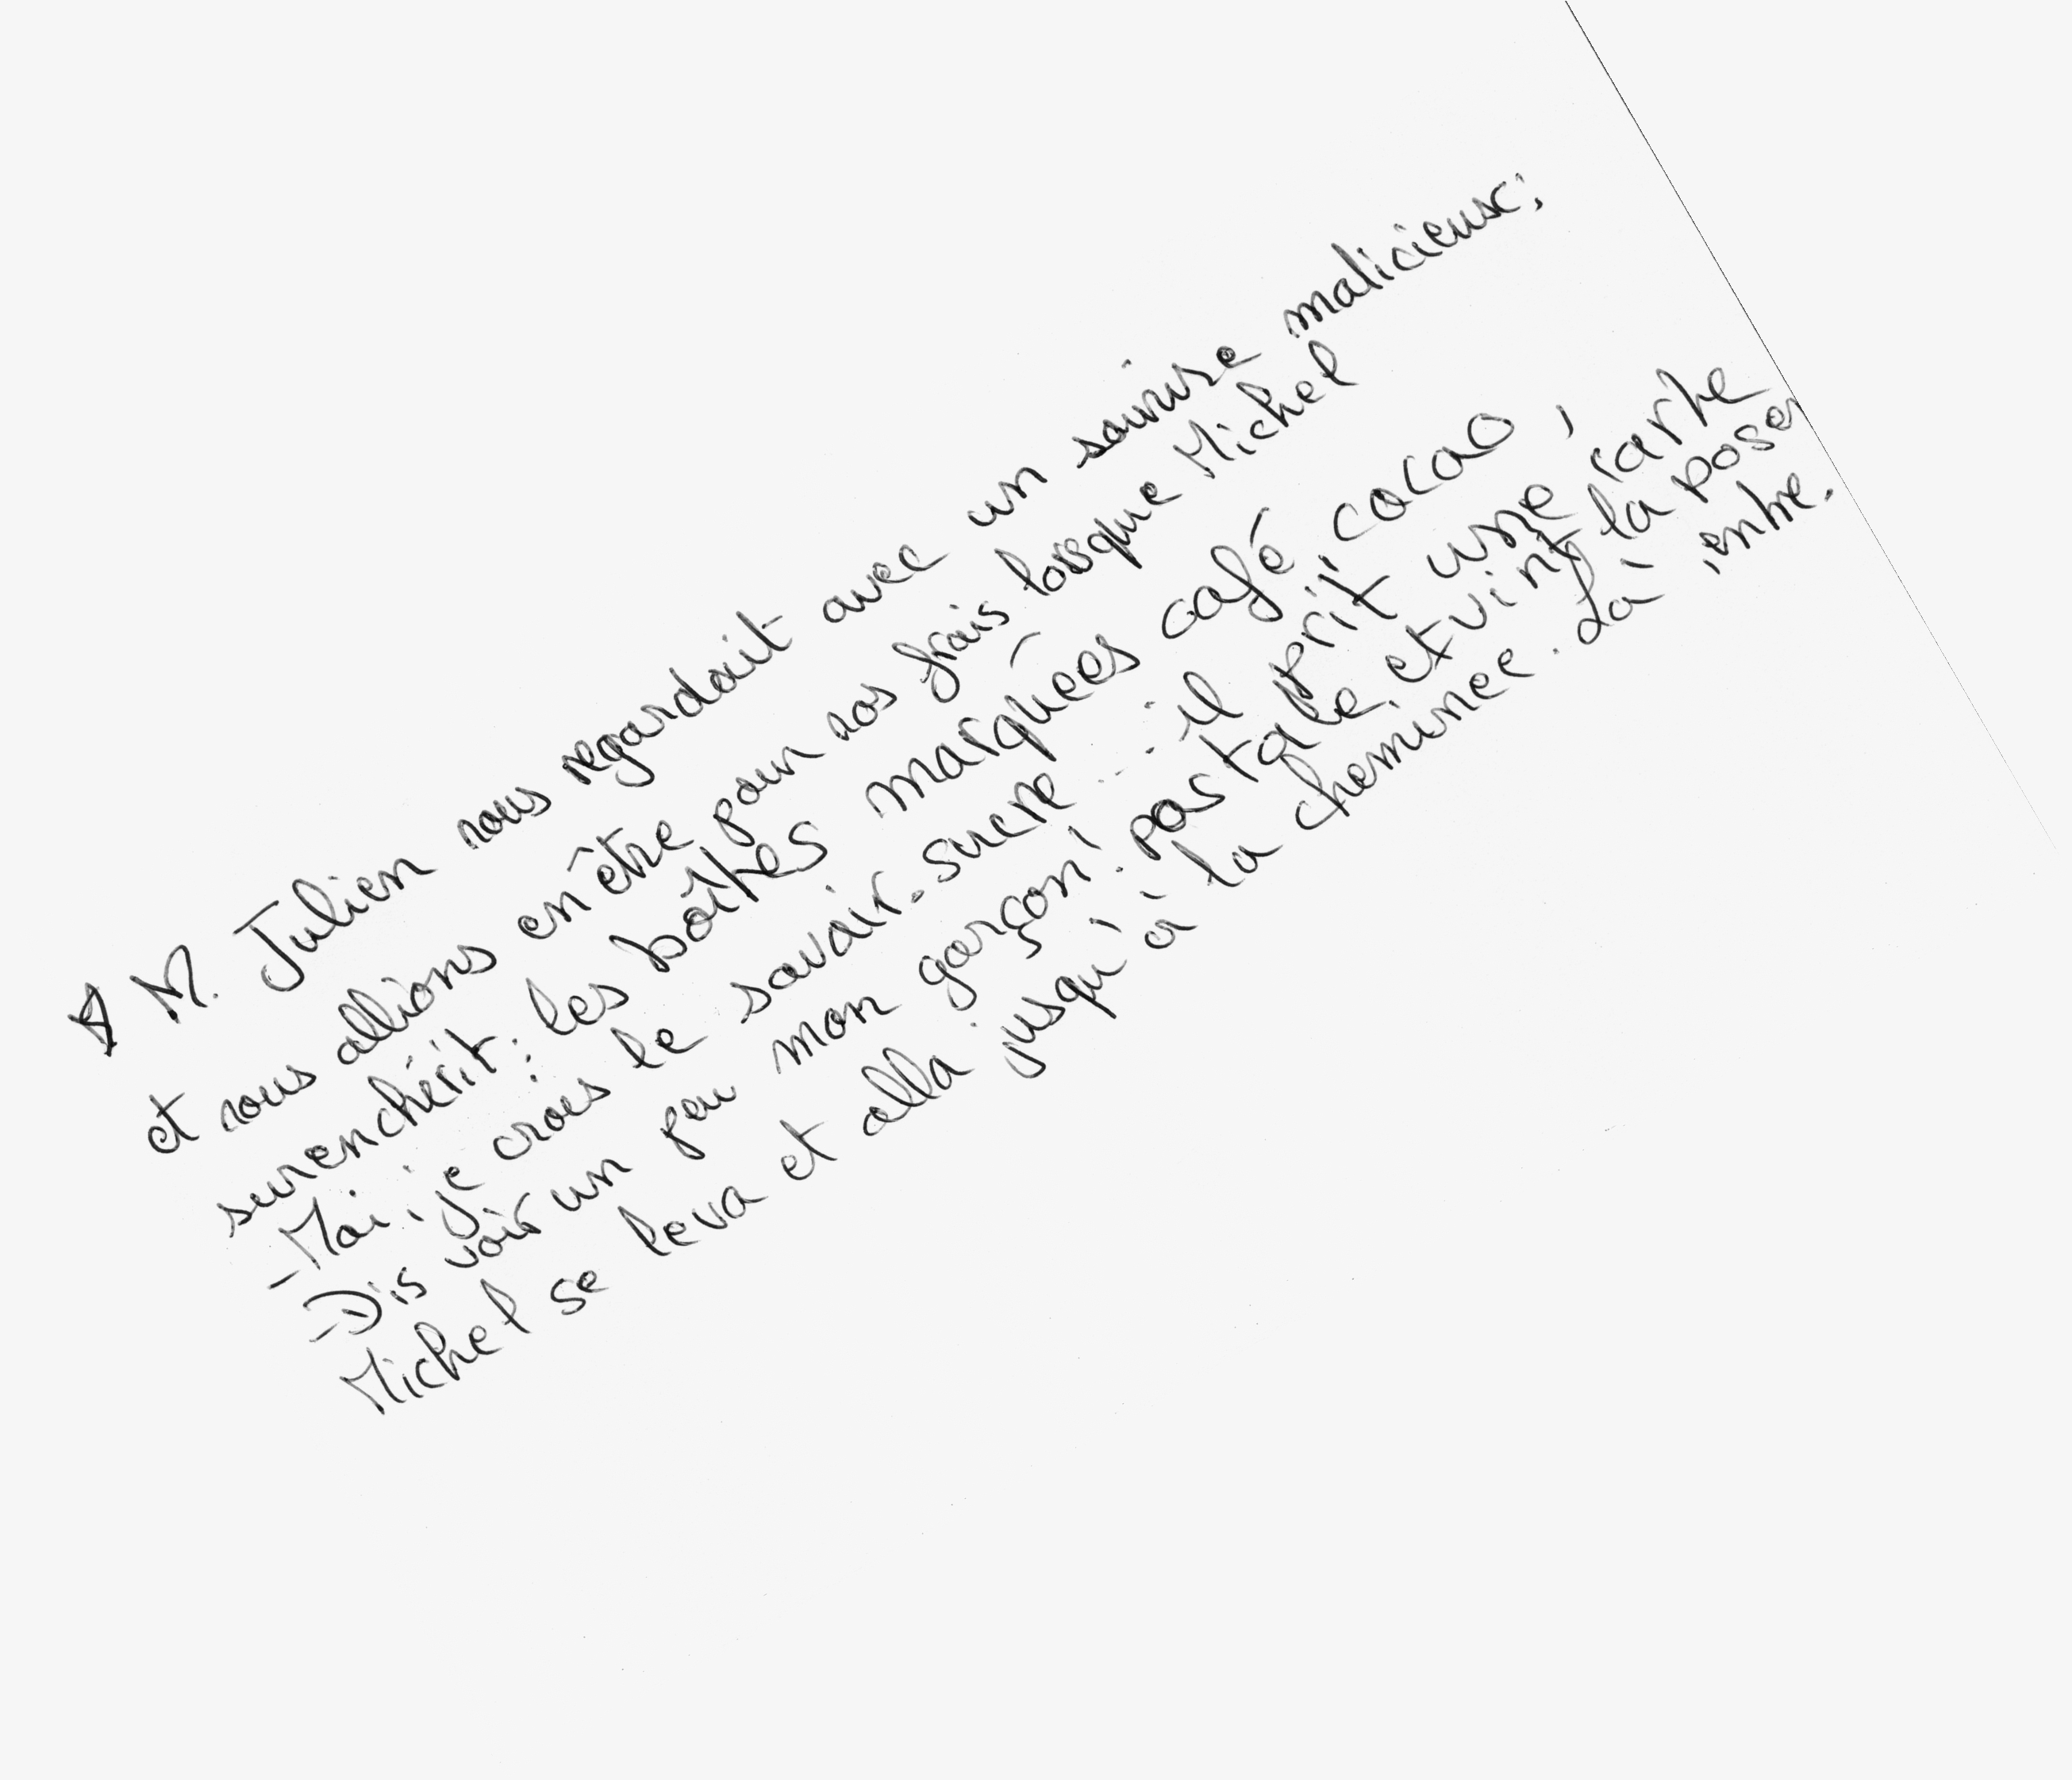 M. Julien nous regardait avec un sourire malicieux;
et nous allions en être pour nos frais lorsque Michel
surenchérit: les boîtes marquées café, cacao,
-Moi, je crois le savoir. sucre...: il prit une carte
-Dis voir un peu mon garçon! postale, et vint la poser
Michel se leva et alla jusqu'à la cheminée. Là, entre,